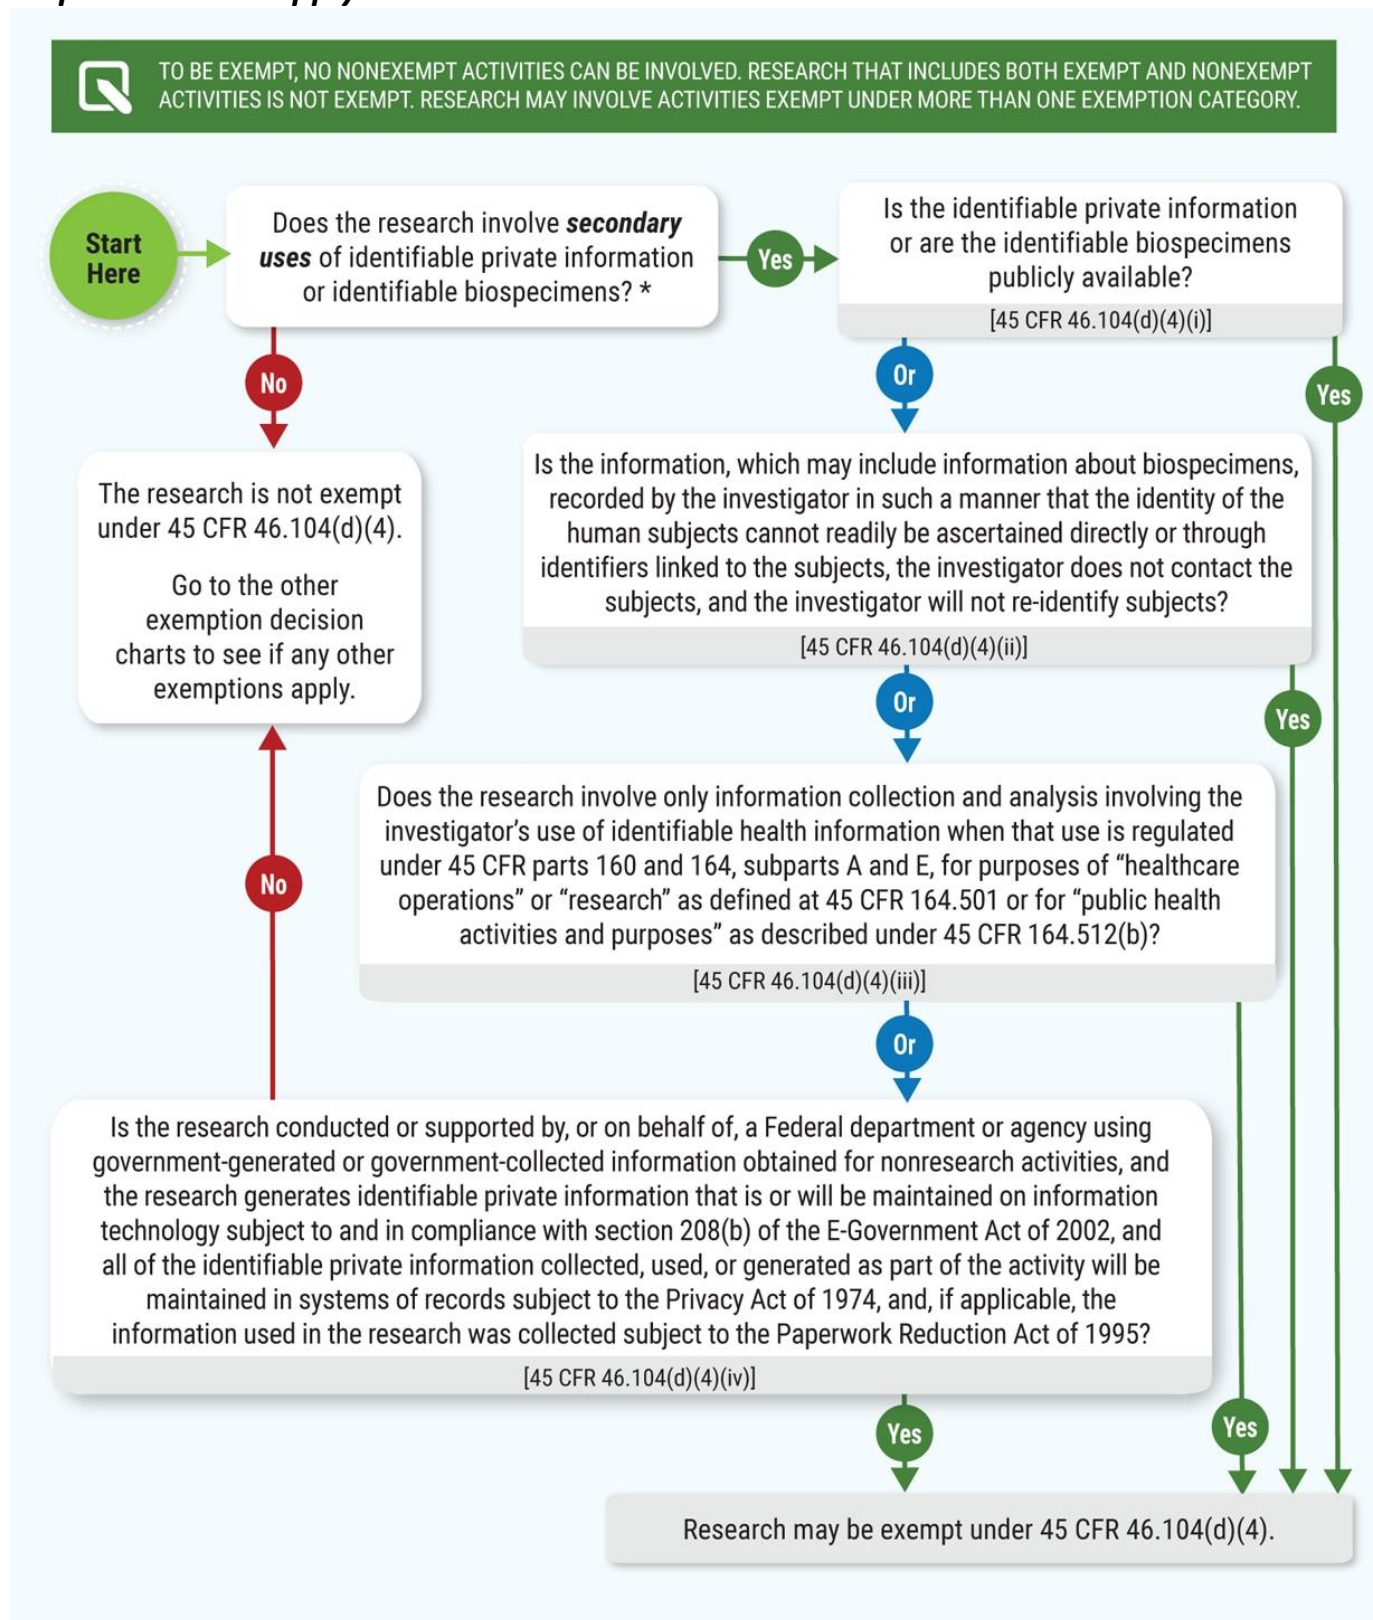 TO BE EXEMPT, NO NONEXEMPT ACTIVITIES CAN BE INVOLVED. RESEARCH THAT INCLUDES BOTH EXEMPT AND NONEXEMPT
ACTIVITIES IS NOT EXEMPT. RESEARCH MAY INVOLVE ACTIVITIES EXEMPT UNDER MORE THAN ONE EXEMPTION CATEGORY.
Start
Here
Does the research involve secondary
uses of identifiable private information
or identifiable biospecimens? *
Yes
Is the identifiable private information
or are the identifiable biospecimens
publicly available?
[45 CFR 46.104(d)(4)(i)]
No
Or
Yes
The research is not exempt
under 45 CFR 46.104(d)(4).
Go to the other
exemption decision
charts to see if any other
exemptions apply.
Is the information, which may include information about biospecimens,
recorded by the investigator in such a manner that the identity of the
human subjects cannot readily be ascertained directly or through
identifiers linked to the subjects, the investigator does not contact the
subjects, and the investigator will not re-identify subjects?
[45 CFR 46.104(d)(4)(ii)]
Or
Yes
Does the research involve only information collection and analysis involving the
investigator's use of identifiable health information when that use is regulated
under 45 CFR parts 160 and 164, subparts A and E, for purposes of “healthcare
operations” or “research” as defined at 45 CFR 164.501 or for “public health
activities and purposes” as described under 45 CFR 164.512(b)?
[45 CFR 46.104(d)(4)(iii)]
No
Or
Is the research conducted or supported by, or on behalf of, a Federal department or agency using
government-generated or government-collected information obtained for nonresearch activities, and
the research generates identifiable private information that is or will be maintained on information
technology subject to and in compliance with section 208(b) of the E-Government Act of 2002, and
all of the identifiable private information collected, used, or generated as part of the activity will be
maintained in systems of records subject to the Privacy Act of 1974, and, if applicable, the
information used in the research was collected subject to the Paperwork Reduction Act of 1995?
[45 CFR 46.104(d)(4)(iv)]
Yes
Yes
Research may be exempt under 45 CFR 46.104(d)(4).